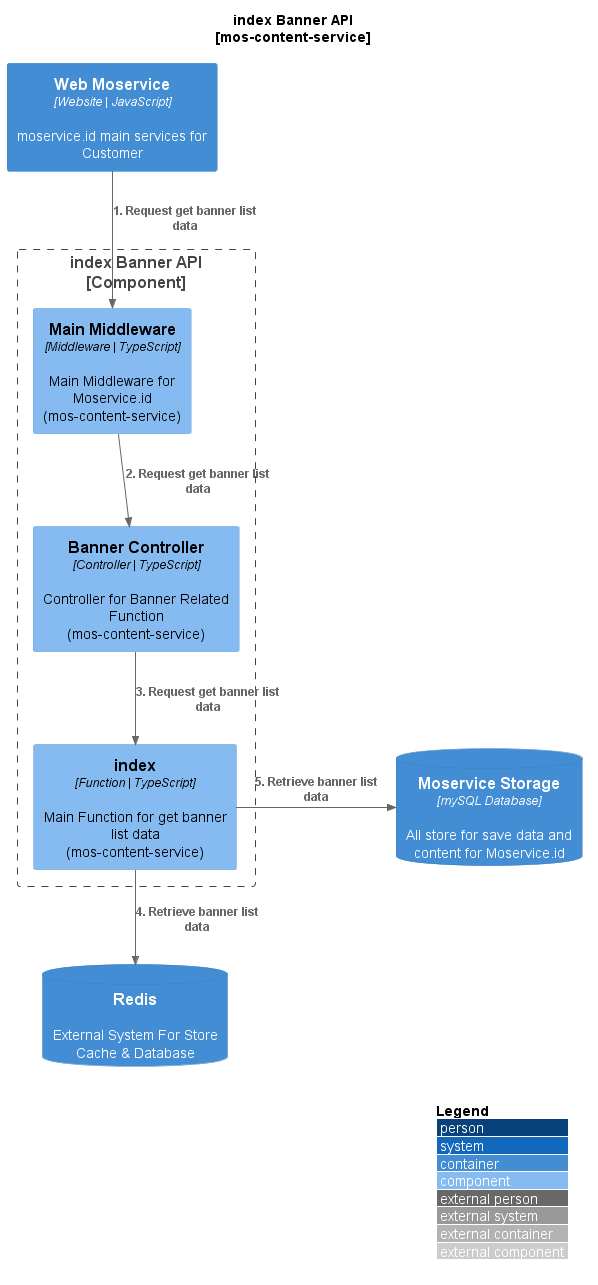 index Banner API
[mos-content-service]
Web Moservice
[Website | JavaScript]
moservice.id main services for
Customer
1. Request get banner list
data
index Banner API
[Component]
Main Middleware
[Middleware | TypeScript]
Main Middleware for
Moservice.id
(mos-content-service)
2. Request get banner list
data
Banner Controller
[Controller | TypeScript]
Controller for Banner Related
Function
(mos-content-service)
3. Request get banner list
data
index
[Function | TypeScript]
Main Function for get banner
list data
(mos-content-service)
5. Retrieve banner list
data
Moservice Storage
[mySQL Database]
All store for save data and
content for Moservice.id
4. Retrieve banner list
data
Redis
External System For Store
Cache & Database
Legend
person
system
container
component
external person
external system
external container
external component